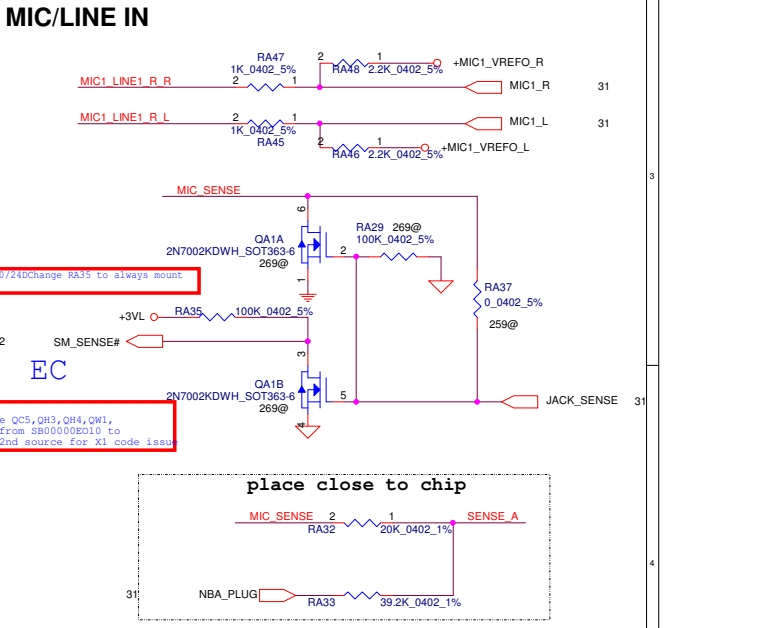 MIC/LINE IN
RA47
1K_0402_5%
MIC1_LINE1_R_R
2
1
2
1
RA48
2.2K_0402_5%
+MIC1_VREFO_R
MIC1_R
31
MIC1_LINE1_R_L
2
1
1K_0402_5%
RA45
MIC1_L
31
2
1
RA46
2.2K_0402_5%
+MIC1_VREFO_L
3
MIC_SENSE
6
QA1A
2N7002KDWH_SOT363-6
269@
2
1
RA29
269@
100K_0402_5%
0/24DChange RA35 to always mount
RA37
0_0402_5%
259@
+3VL
RA35
100K_0402_5%
2
SM_SENSE#
3
EC
QA1B
2N7002KDWH_SOT363-6
269@
5
4
JACK_SENSE
31
e QC5,QH3,QH4,QW1,
from SB00000EO10 to
2nd source for X1 code issue
place close to chip
MIC_SENSE
2
1
SENSE_A
RA32
20K_0402_1%
4
31
NBA_PLUG
RA33
39.2K_0402_1%